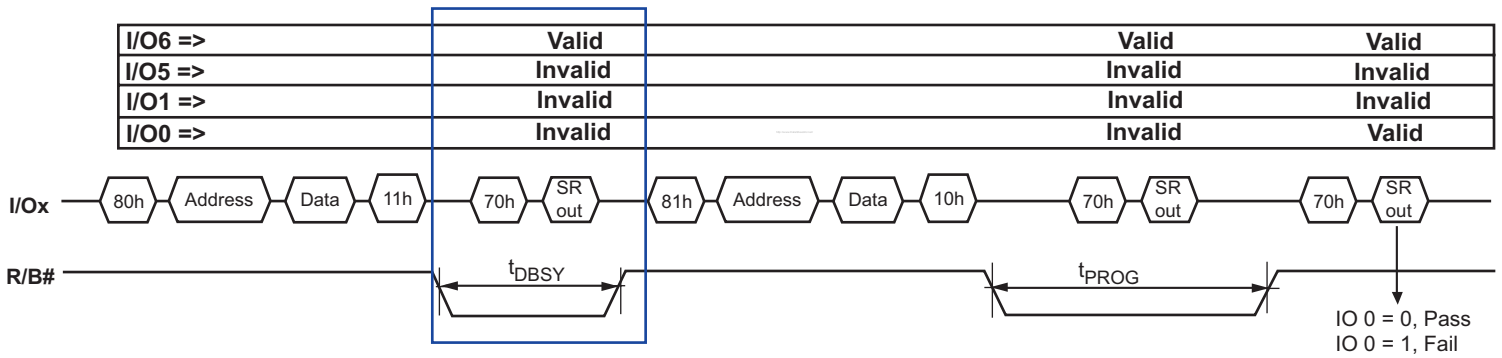 I/O6 => Valid Valid Valid
I/O5 => Invalid Invalid Invalid
I/O1 => Invalid Invalid Invalid
I/O0 => Invalid Invalid Valid
I/Ox 80h Address Data 11h 70h SR out 81h Address Data 10h 70h SR out 70h SR out
R/B# tDBSY tPROG
IO 0 = 0, Pass
IO 0 = 1, Fail